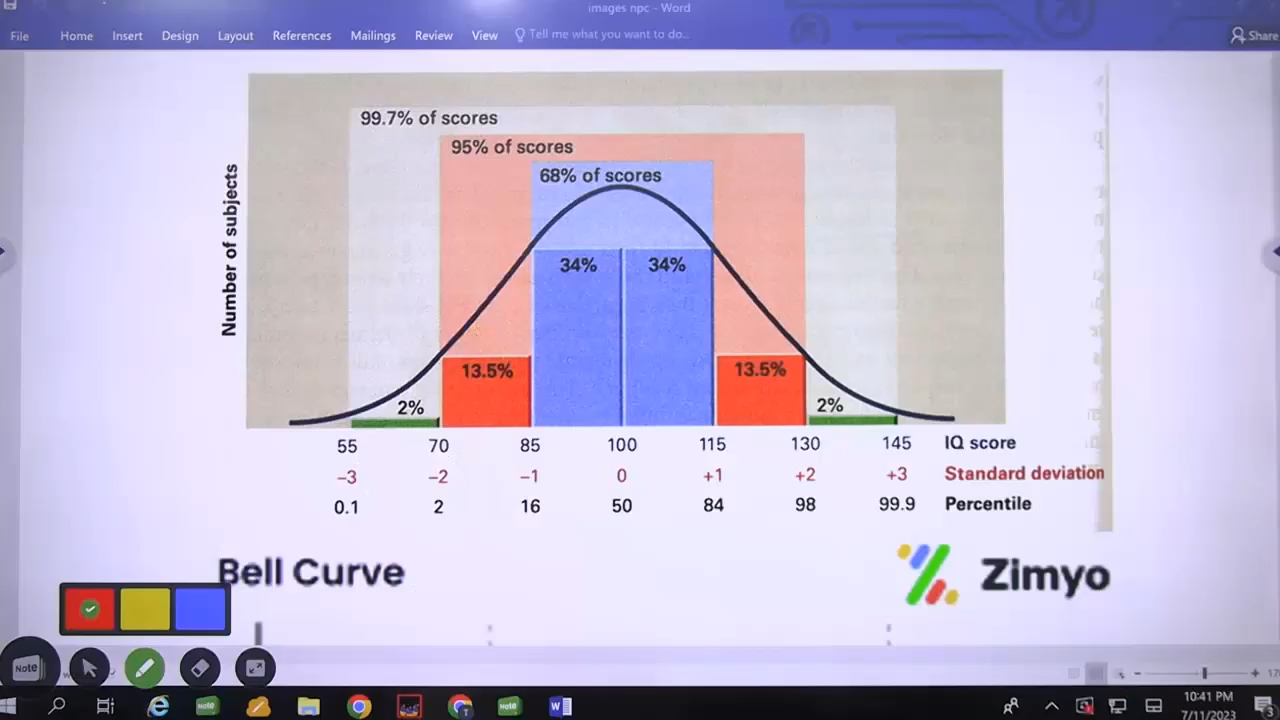 images npc - Word
File Home Insert Design Layout References Mailings Review View Tell me what you want to do... Share
99.7% of scores
95% of scores
68% of scores
Number of subjects
34% 34%
13.5% 13.5%
2% 2%
55 70 85 100 115 130 145 IQ score
−3 −2 −1 0 +1 +2 +3 Standard deviation
0.1 2 16 50 84 98 99.9 Percentile
Bell Curve Zimyo
Note
note note
10:41 PM
7/11/2023